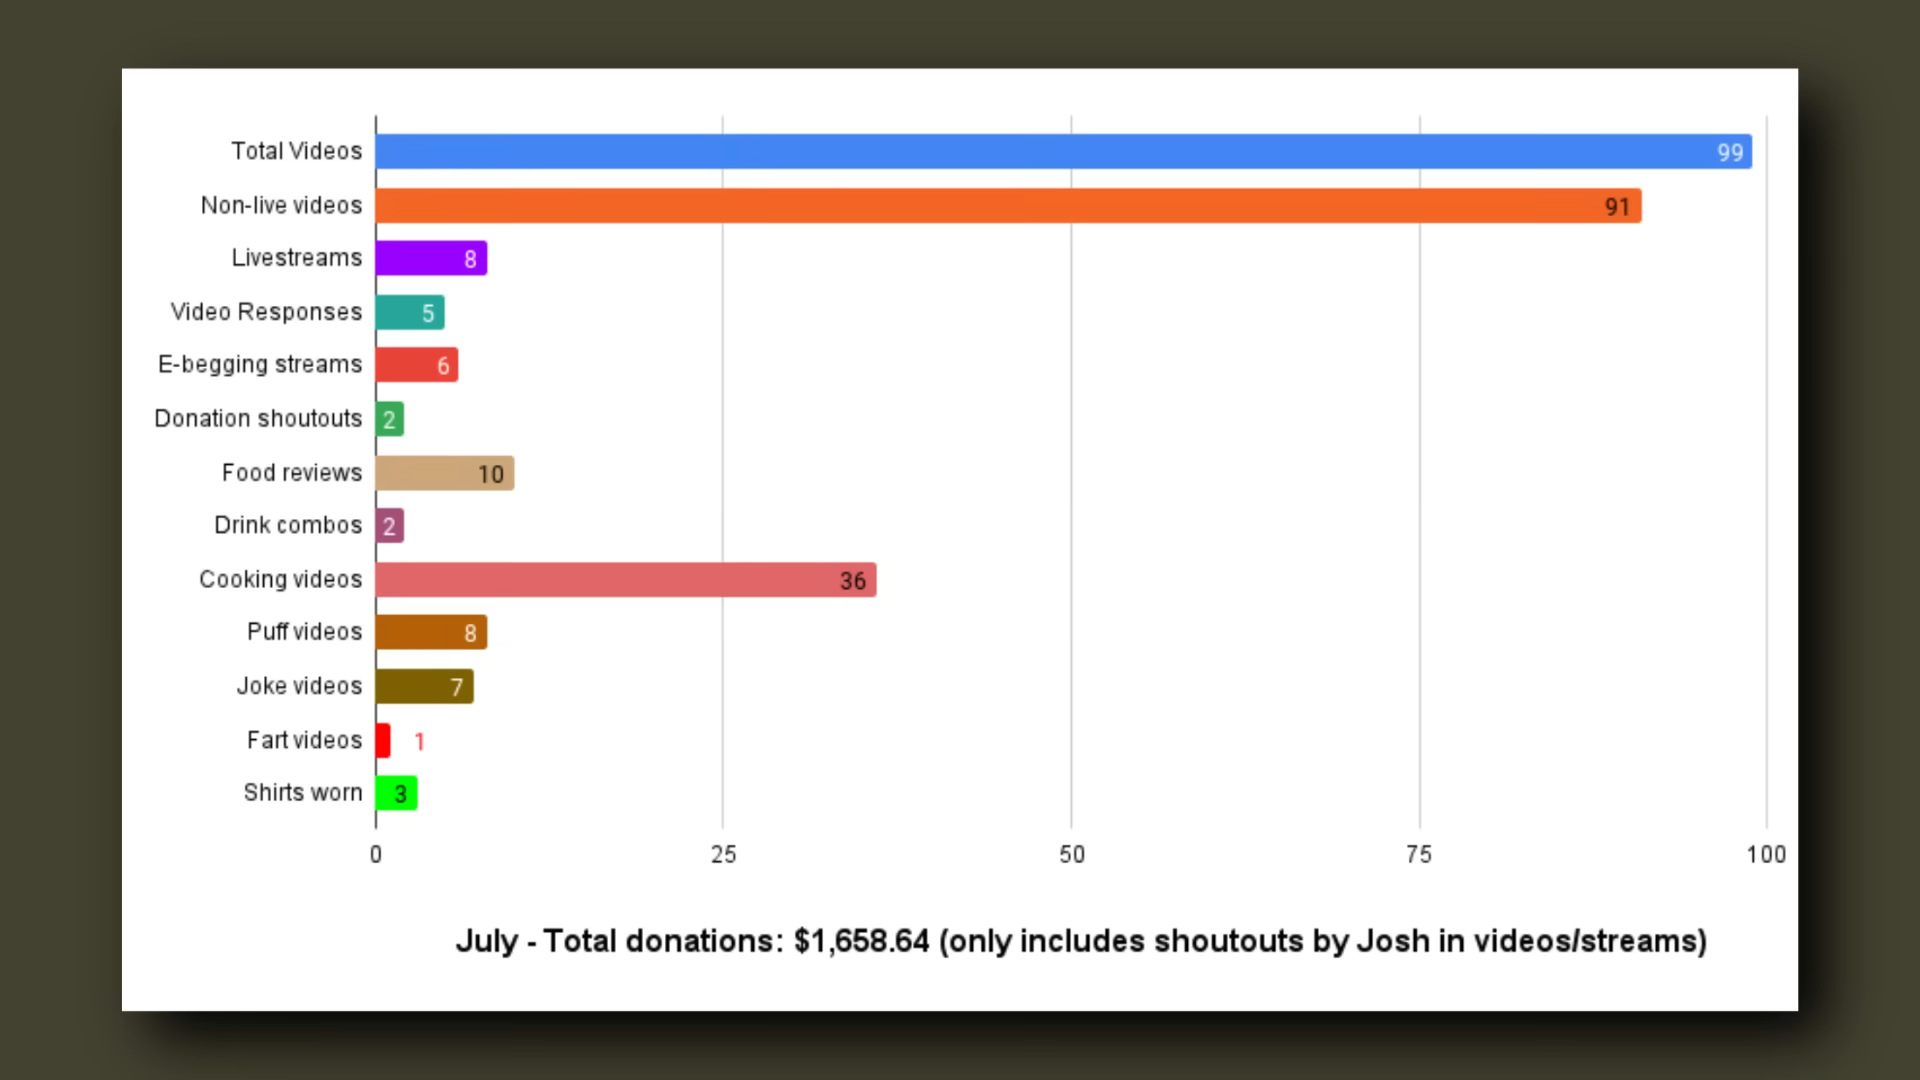 Total Videos 99
Non-live videos 91
Livestreams 8
Video Responses 5
E-begging streams 6
Donation shoutouts 2
Food reviews 10
Drink combos 2
Cooking videos 36
Puff videos 8
Joke videos 7
Fart videos 1
Shirts worn 3
0 25 50 75 100
July - Total donations: $1,658.64 (only includes shoutouts by Josh in videos/streams)